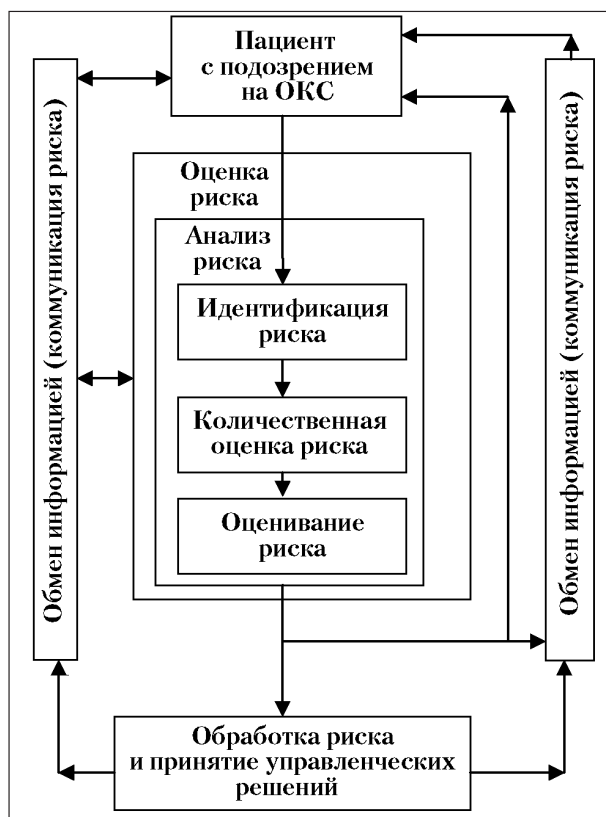 Пациент
с подозрением
на ОКС
Обмен информацией (коммуникация риска)
Оценка
риска
Анализ
риска
Идентификация
риска
Количественная
оценка риска
Оценивание
риска
Обмен информацией (коммуникация риска)
Обработка риска
и принятие управленческих
решений